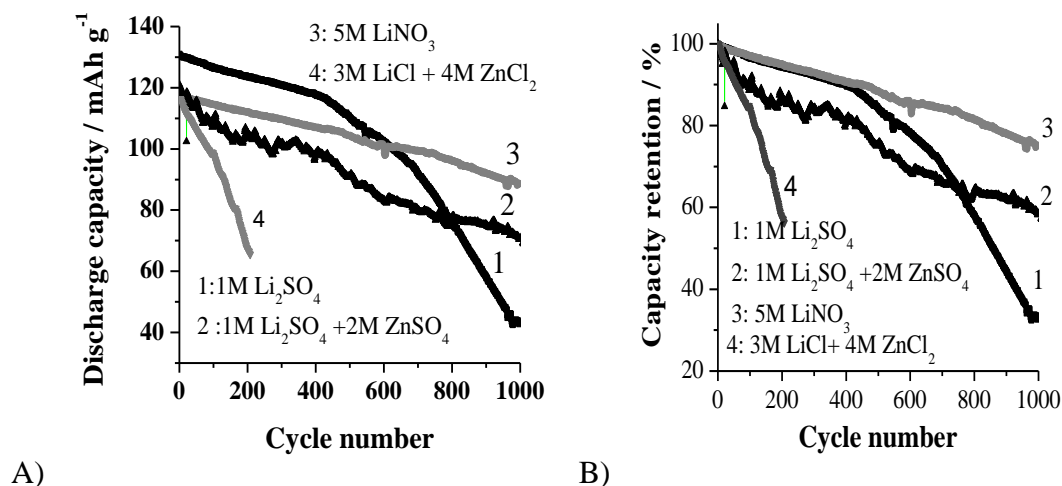 140
120
100
80
60
40
0 200 400 600 800 1000
Discharge capacity / mAh g⁻¹
Cycle number
3: 5M LiNO₃
4: 3M LiCl + 4M ZnCl₂
3
2
4
1
1:1M Li₂SO₄
2 :1M Li₂SO₄ +2M ZnSO₄
A)
100
80
60
40
20
0 200 400 600 800 1000
Capacity retention / %
Cycle number
3
2
4
1
1: 1M Li₂SO₄
2: 1M Li₂SO₄ +2M ZnSO₄
3: 5M LiNO₃
4: 3M LiCl+ 4M ZnCl₂
B)